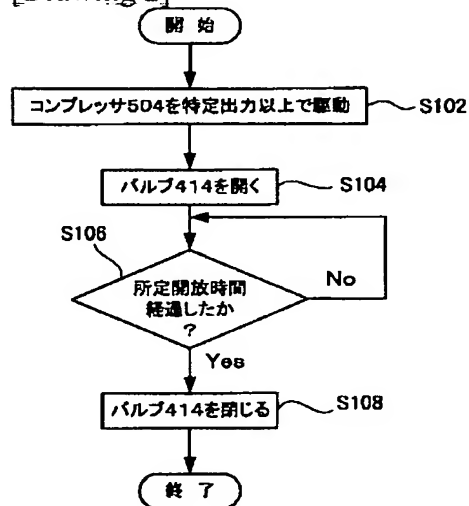 開 始
コンプレッサ504を特定出力以上で駆動
S102
バルブ414を開く
S104
S106
所定開放時間
経過したか
?
No
Yes
バルブ414を閉じる
S108
終 了